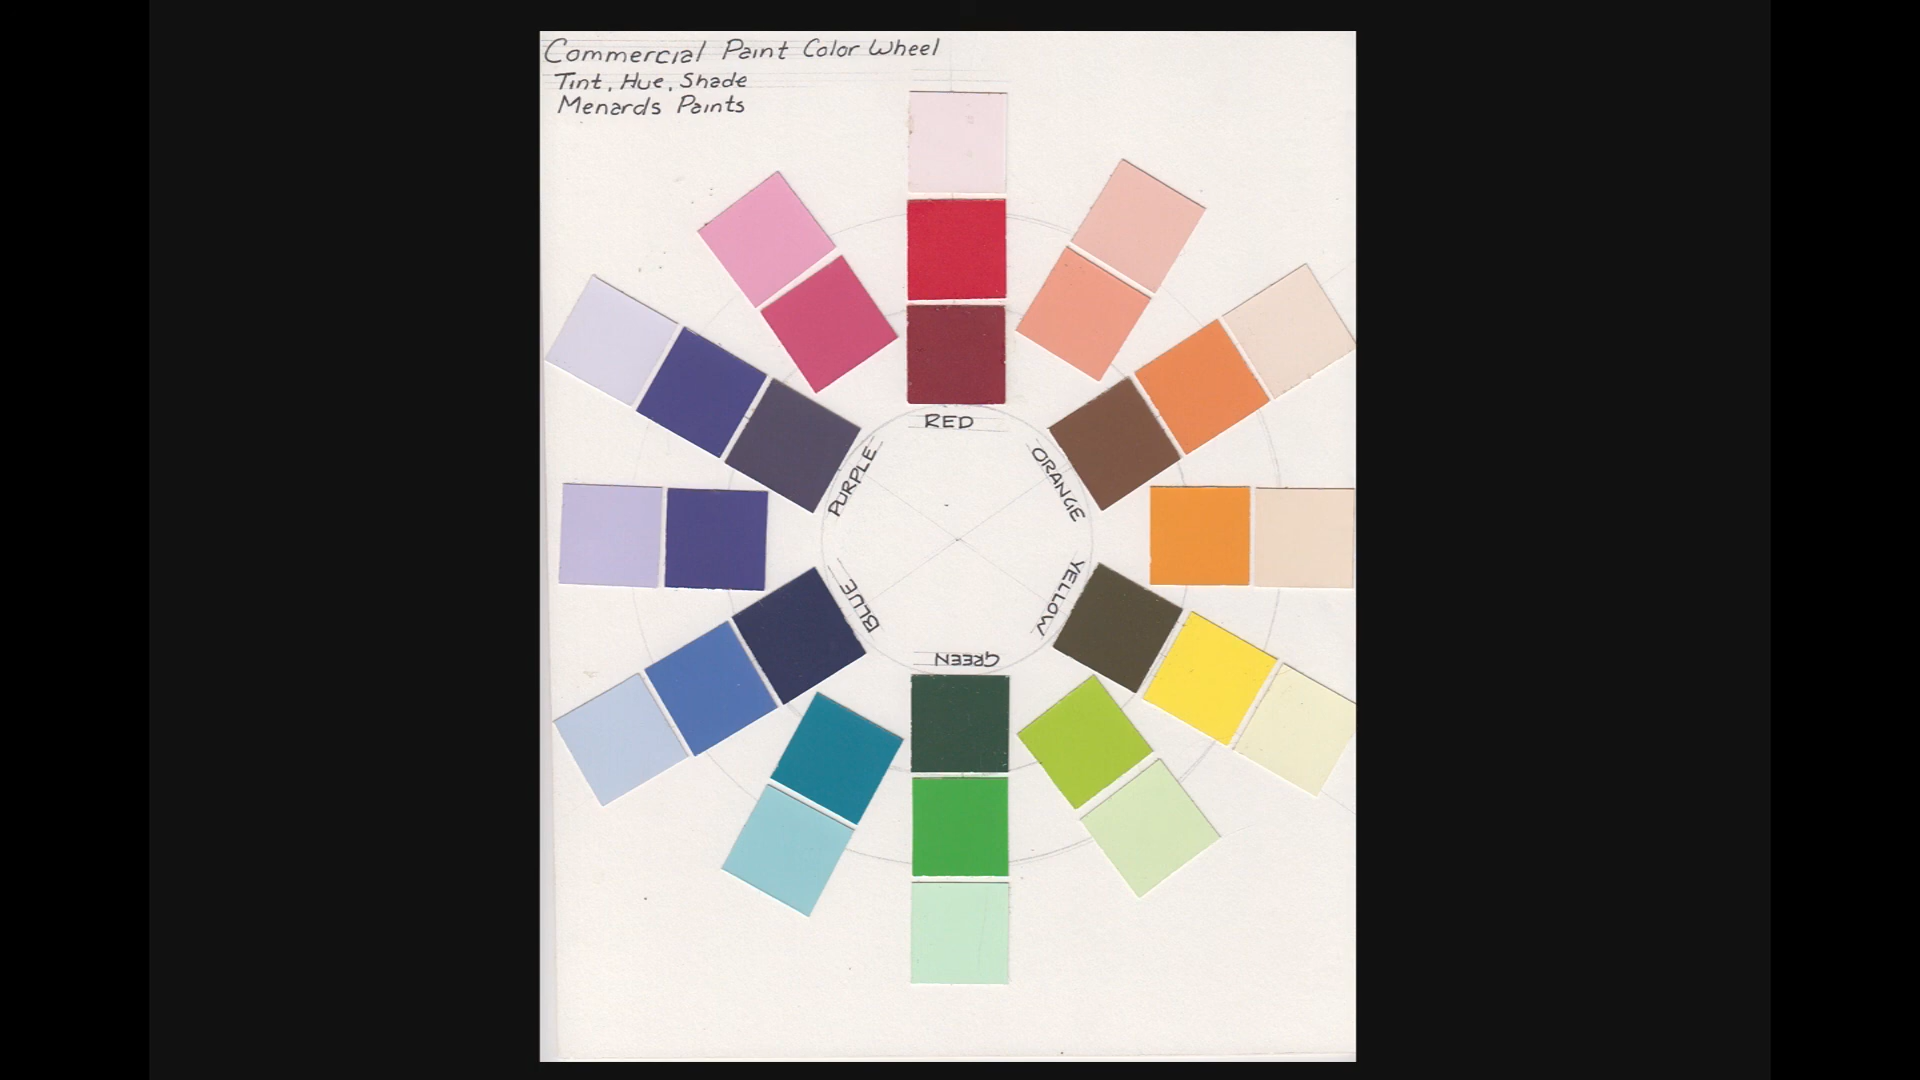 Commercial Paint Color Wheel
Tint, Hue, Shade
Menards Paints
RED
ORANGE
YELLOW
GREEN
BLUE
PURPLE